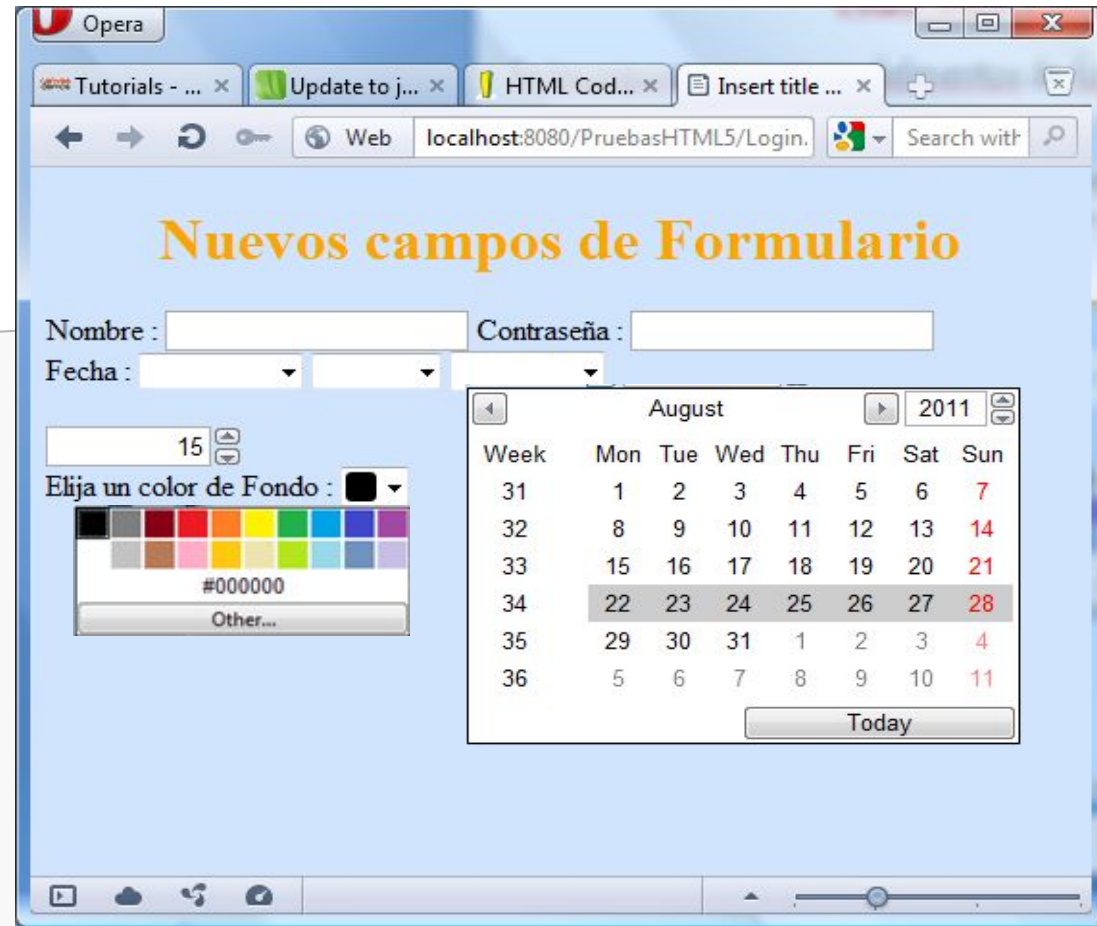 Opera
Tutorials - ... Update to j... HTML Cod... Insert title ...
Web localhost:8080/PruebasHTML5/Login. Search with
Nuevos campos de Formulario
Nombre : Contraseña :
Fecha :
15
Elija un color de Fondo :
#000000
Other...
August 2011
Week Mon Tue Wed Thu Fri Sat Sun
31 1 2 3 4 5 6 7
32 8 9 10 11 12 13 14
33 15 16 17 18 19 20 21
34 22 23 24 25 26 27 28
35 29 30 31 1 2 3 4
36 5 6 7 8 9 10 11
Today